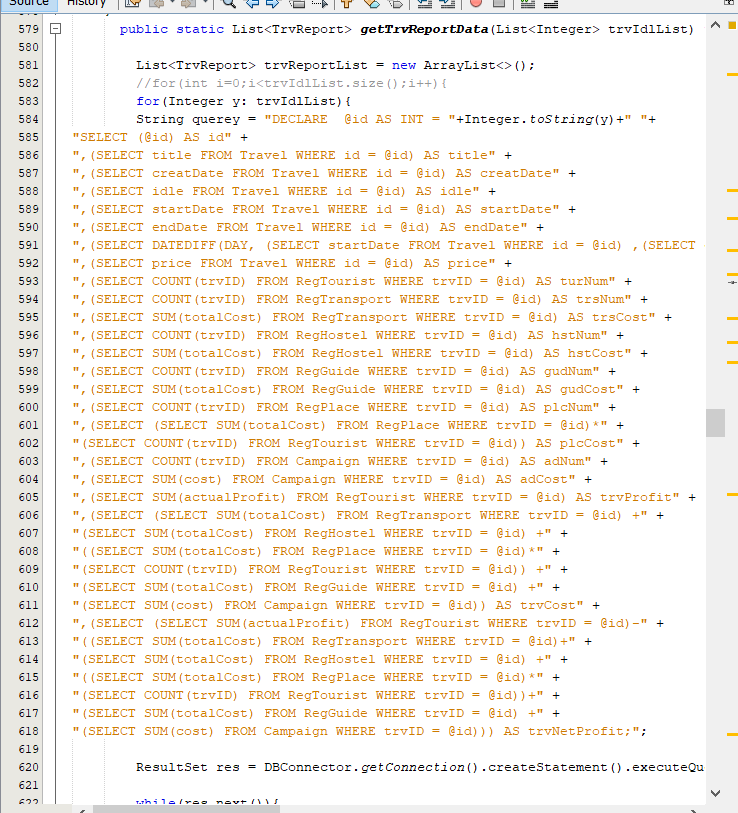 Source History
579 public static List<TrvReport> getTrvReportData(List<Integer> trvIdlList)
580
581 List<TrvReport> trvReportList = new ArrayList<>();
582 //for(int i=0;i<trvIdlList.size();i++){
583 for(Integer y: trvIdlList){
584 String querey = "DECLARE  @id AS INT = "+Integer.toString(y)+" "+
585 "SELECT (@id) AS id" +
586 ",(SELECT title FROM Travel WHERE id = @id) AS title" +
587 ",(SELECT creatDate FROM Travel WHERE id = @id) AS creatDate" +
588 ",(SELECT idle FROM Travel WHERE id = @id) AS idle" +
589 ",(SELECT startDate FROM Travel WHERE id = @id) AS startDate" +
590 ",(SELECT endDate FROM Travel WHERE id = @id) AS endDate" +
591 ",(SELECT DATEDIFF(DAY, (SELECT startDate FROM Travel WHERE id = @id) ,(SELECT
592 ",(SELECT price FROM Travel WHERE id = @id) AS price" +
593 ",(SELECT COUNT(trvID) FROM RegTourist WHERE trvID = @id) AS turNum" +
594 ",(SELECT COUNT(trvID) FROM RegTransport WHERE trvID = @id) AS trsNum" +
595 ",(SELECT SUM(totalCost) FROM RegTransport WHERE trvID = @id) AS trsCost" +
596 ",(SELECT COUNT(trvID) FROM RegHostel WHERE trvID = @id) AS hstNum" +
597 ",(SELECT SUM(totalCost) FROM RegHostel WHERE trvID = @id) AS hstCost" +
598 ",(SELECT COUNT(trvID) FROM RegGuide WHERE trvID = @id) AS gudNum" +
599 ",(SELECT SUM(totalCost) FROM RegGuide WHERE trvID = @id) AS gudCost" +
600 ",(SELECT COUNT(trvID) FROM RegPlace WHERE trvID = @id) AS plcNum" +
601 ",(SELECT (SELECT SUM(totalCost) FROM RegPlace WHERE trvID = @id)*" +
602 "(SELECT COUNT(trvID) FROM RegTourist WHERE trvID = @id)) AS plcCost" +
603 ",(SELECT COUNT(trvID) FROM Campaign WHERE trvID = @id) AS adNum" +
604 ",(SELECT SUM(cost) FROM Campaign WHERE trvID = @id) AS adCost" +
605 ",(SELECT SUM(actualProfit) FROM RegTourist WHERE trvID = @id) AS trvProfit" +
606 ",(SELECT (SELECT SUM(totalCost) FROM RegTransport WHERE trvID = @id) +" +
607 "(SELECT SUM(totalCost) FROM RegHostel WHERE trvID = @id) +" +
608 "((SELECT SUM(totalCost) FROM RegPlace WHERE trvID = @id)*" +
609 "(SELECT COUNT(trvID) FROM RegTourist WHERE trvID = @id)) +" +
610 "(SELECT SUM(totalCost) FROM RegGuide WHERE trvID = @id) +" +
611 "(SELECT SUM(cost) FROM Campaign WHERE trvID = @id)) AS trvCost" +
612 ",(SELECT (SELECT SUM(actualProfit) FROM RegTourist WHERE trvID = @id)-" +
613 "((SELECT SUM(totalCost) FROM RegTransport WHERE trvID = @id)+" +
614 "(SELECT SUM(totalCost) FROM RegHostel WHERE trvID = @id) +" +
615 "((SELECT SUM(totalCost) FROM RegPlace WHERE trvID = @id)*" +
616 "(SELECT COUNT(trvID) FROM RegTourist WHERE trvID = @id))+" +
617 "(SELECT SUM(totalCost) FROM RegGuide WHERE trvID = @id) +" +
618 "(SELECT SUM(cost) FROM Campaign WHERE trvID = @id))) AS trvNetProfit;";
619
620 ResultSet res = DBConnector.getConnection().createStatement().executeQu
621
622 while(res.next()){